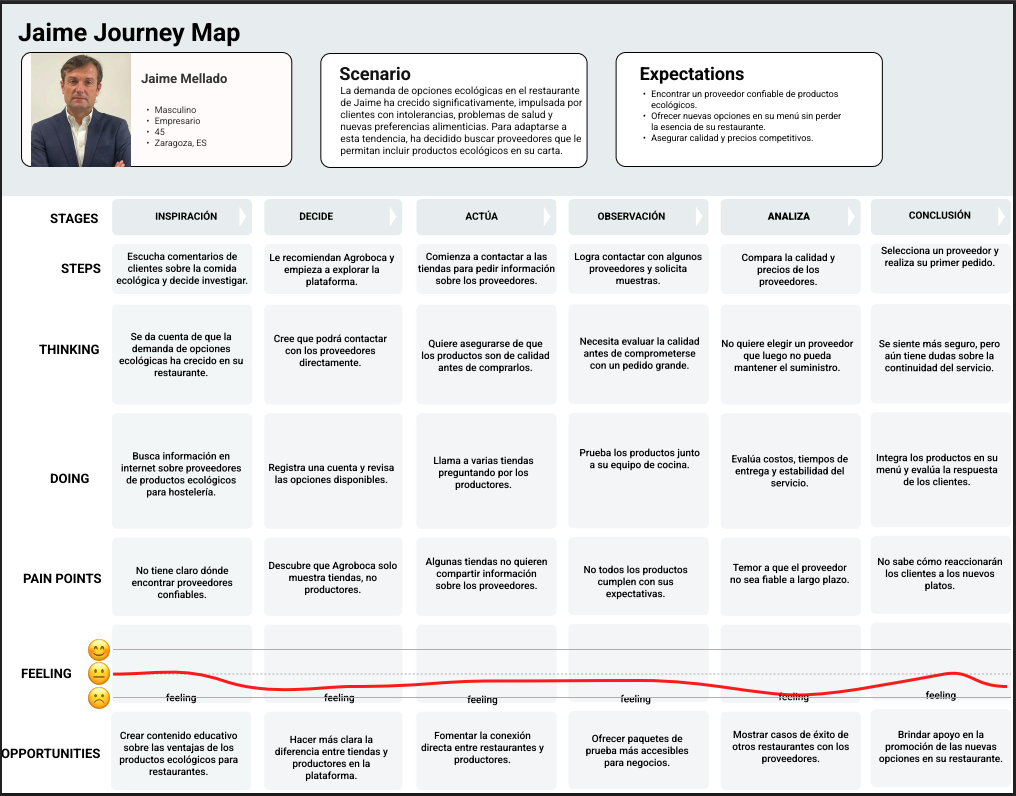 Jaime Journey Map
Jaime Mellado
• Masculino
• Empresario
• 45
• Zaragoza, ES
Scenario
La demanda de opciones ecológicas en el restaurante
de Jaime ha crecido significativamente, impulsada por
clientes con intolerancias, problemas de salud y
nuevas preferencias alimenticias. Para adaptarse a
esta tendencia, ha decidido buscar proveedores que le
permitan incluir productos ecológicos en su carta.
Expectations
• Encontrar un proveedor confiable de productos
ecológicos.
• Ofrecer nuevas opciones en su menú sin perder
la esencia de su restaurante.
• Asegurar calidad y precios competitivos.
STAGES
INSPIRACIÓN
DECIDE
ACTÚA
OBSERVACIÓN
ANALIZA
CONCLUSIÓN
STEPS
Escucha comentarios de
clientes sobre la comida
ecológica y decide investigar.
Le recomiendan Agroboca y
empieza a explorar la
plataforma.
Comienza a contactar a las
tiendas para pedir información
sobre los proveedores.
Logra contactar con algunos
proveedores y solicita
muestras.
Compara la calidad y
precios de los
proveedores.
Selecciona un proveedor y
realiza su primer pedido.
THINKING
Se da cuenta de que la
demanda de opciones
ecológicas ha crecido en su
restaurante.
Cree que podrá contactar
con los proveedores
directamente.
Quiere asegurarse de que
los productos son de calidad
antes de comprarlos.
Necesita evaluar la calidad
antes de comprometerse
con un pedido grande.
No quiere elegir un proveedor
que luego no pueda
mantener el suministro.
Se siente más seguro, pero
aún tiene dudas sobre la
continuidad del servicio.
DOING
Busca información en
internet sobre proveedores
de productos ecológicos
para hostelería.
Registra una cuenta y revisa
las opciones disponibles.
Llama a varias tiendas
preguntando por los
productores.
Prueba los productos junto
a su equipo de cocina.
Evalúa costos, tiempos de
entrega y estabilidad del
servicio.
Integra los productos en su
menú y evalúa la respuesta
de los clientes.
PAIN POINTS
No tiene claro dónde
encontrar proveedores
confiables.
Descubre que Agroboca solo
muestra tiendas, no
productores.
Algunas tiendas no quieren
compartir información
sobre los proveedores.
No todos los productos
cumplen con sus
expectativas.
Temor a que el proveedor
no sea fiable a largo plazo.
No sabe cómo reaccionarán
los clientes a los nuevos
platos.
FEELING
feeling
feeling
feeling
feeling
feeling
feeling
OPPORTUNITIES
Crear contenido educativo
sobre las ventajas de los
productos ecológicos para
restaurantes.
Hacer más clara la
diferencia entre tiendas y
productores en la
plataforma.
Fomentar la conexión
directa entre restaurantes y
productores.
Ofrecer paquetes de
prueba más accesibles
para negocios.
Mostrar casos de éxito de
otros restaurantes con los
proveedores.
Brindar apoyo en la
promoción de las nuevas
opciones en su restaurante.